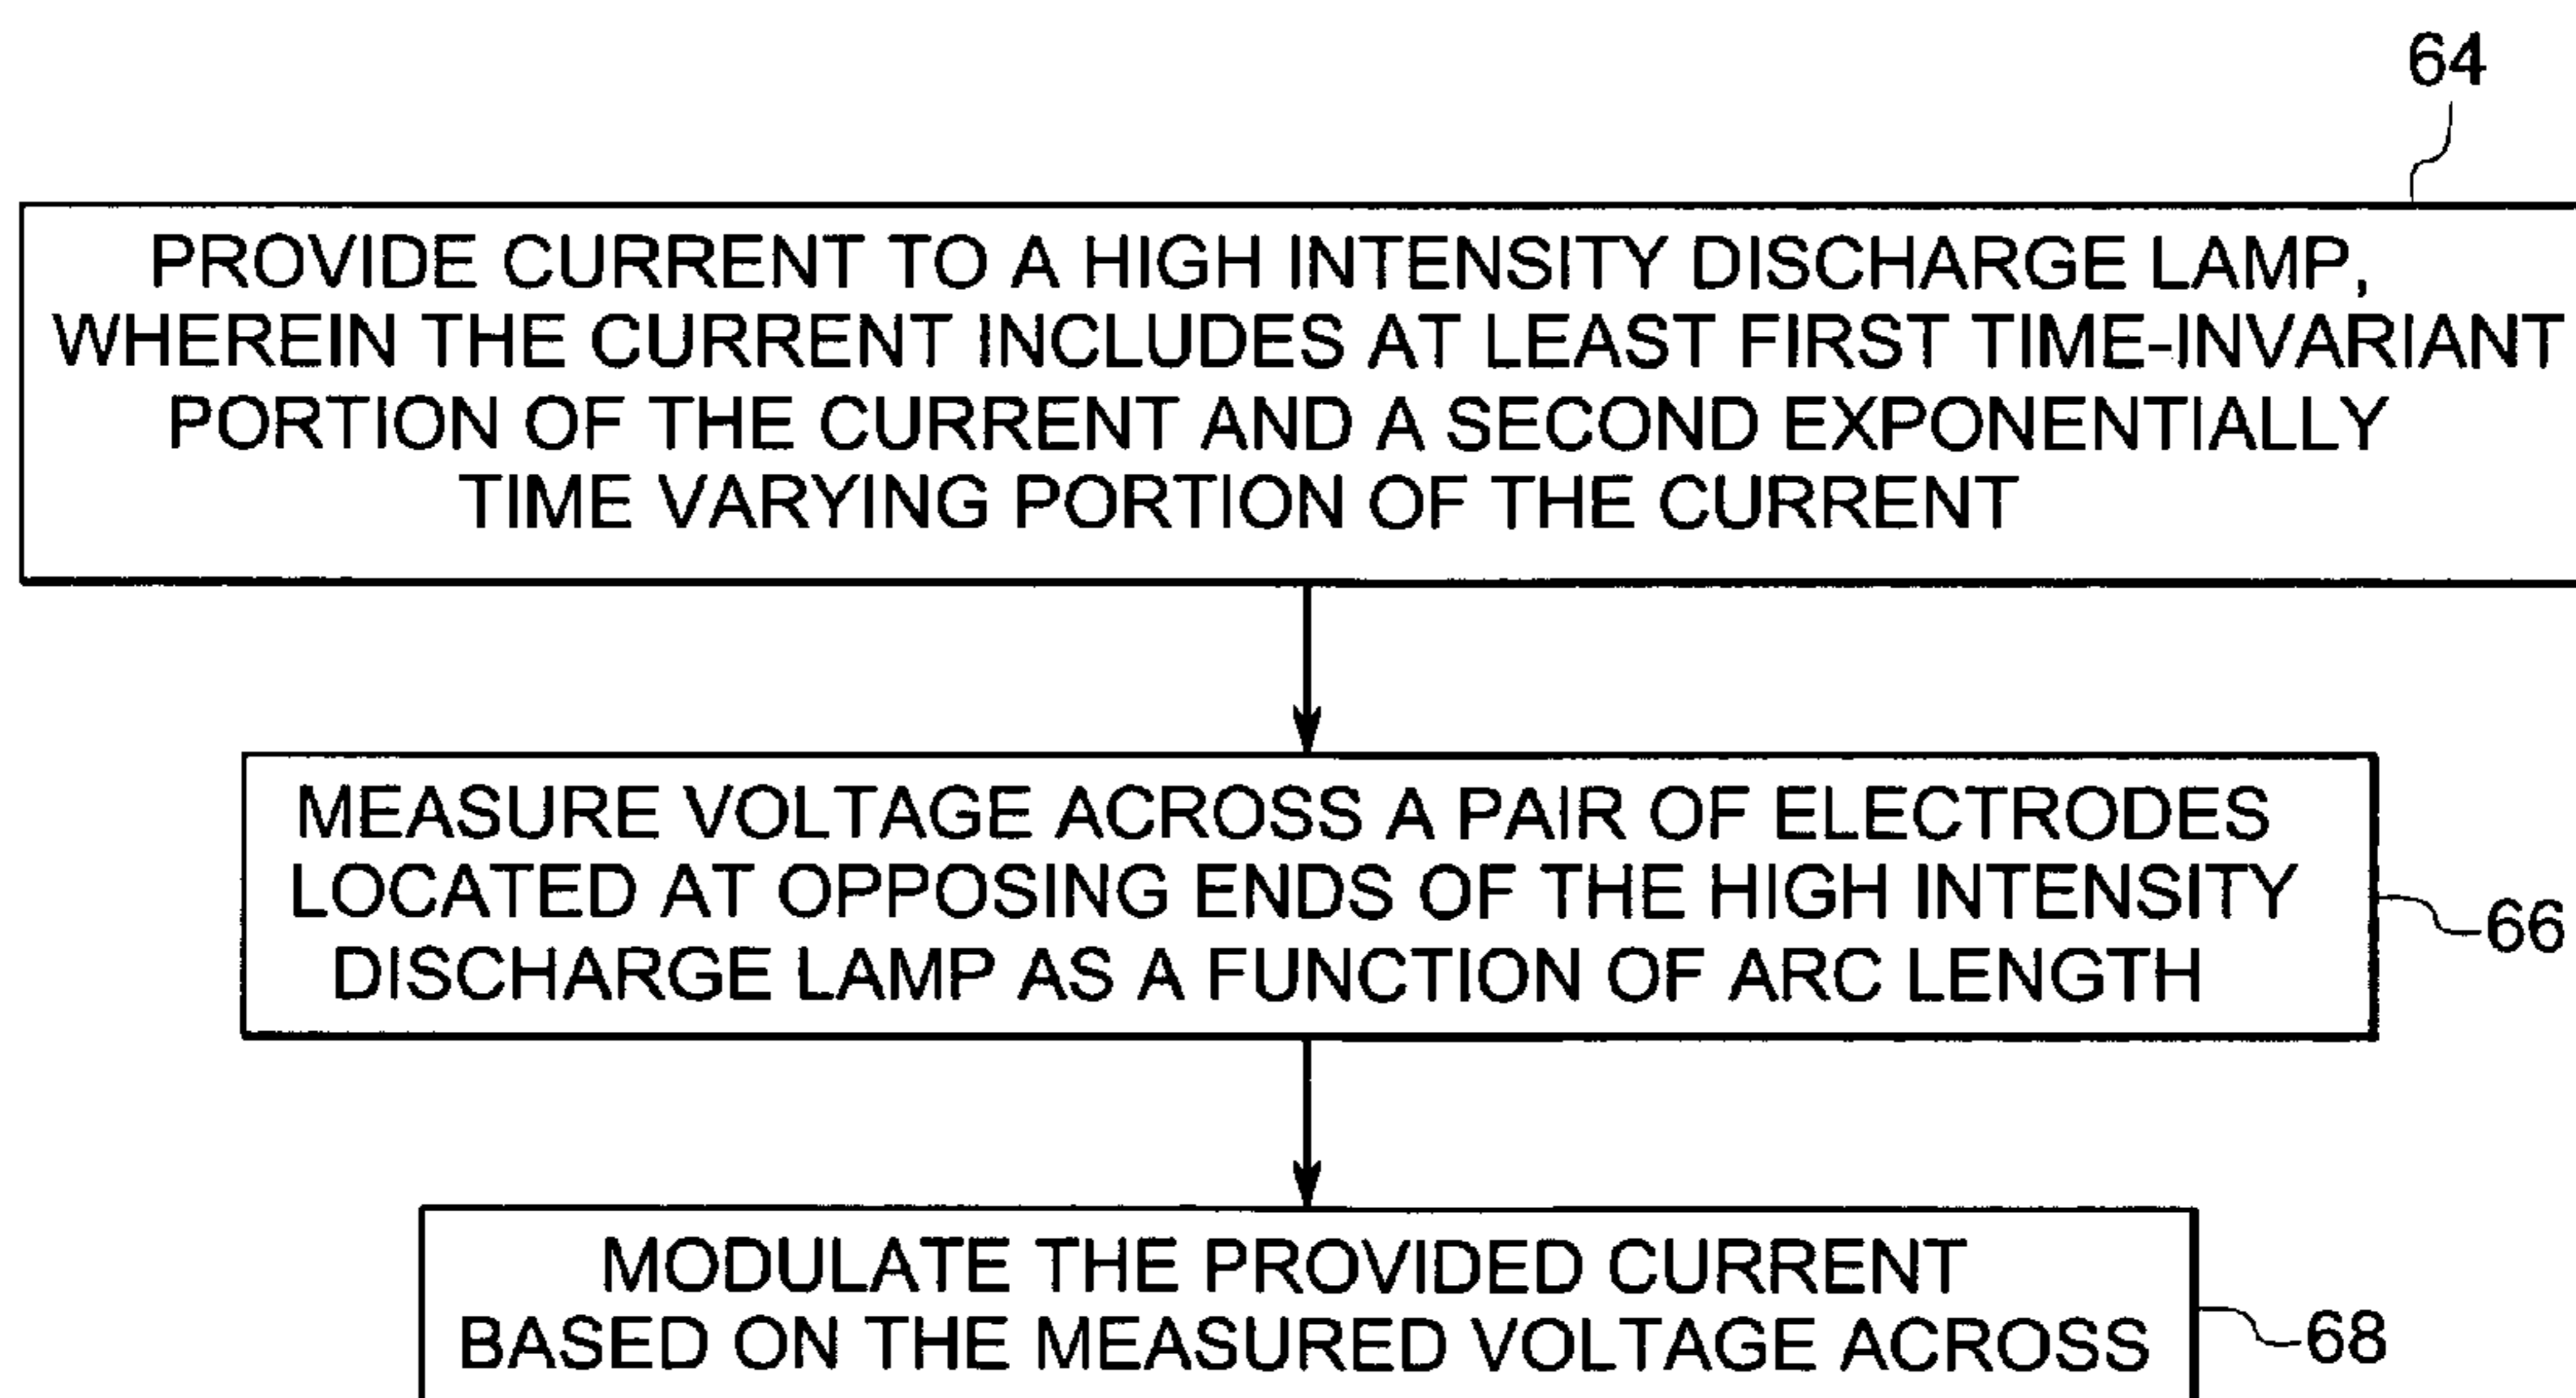 64
PROVIDE CURRENT TO A HIGH INTENSITY DISCHARGE LAMP,
WHEREIN THE CURRENT INCLUDES AT LEAST FIRST TIME-INVARIANT
PORTION OF THE CURRENT AND A SECOND EXPONENTIALLY
TIME VARYING PORTION OF THE CURRENT
MEASURE VOLTAGE ACROSS A PAIR OF ELECTRODES
LOCATED AT OPPOSING ENDS OF THE HIGH INTENSITY
DISCHARGE LAMP AS A FUNCTION OF ARC LENGTH
66
MODULATE THE PROVIDED CURRENT
BASED ON THE MEASURED VOLTAGE ACROSS
68